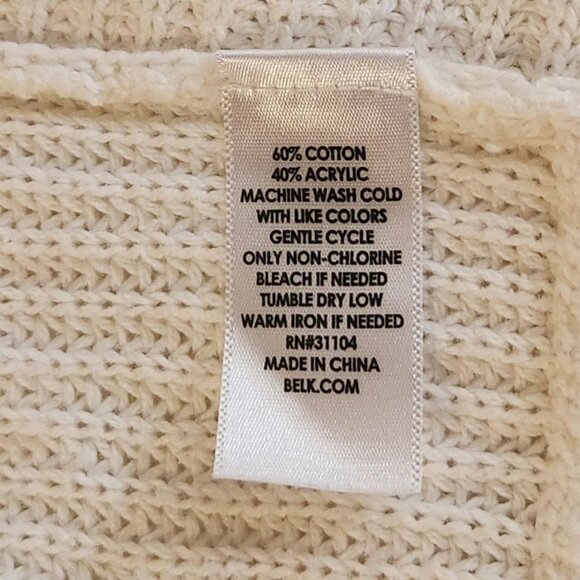 60% COTTON
40% ACRYLIC
MACHINE WASH COLD
WITH LIKE COLORS
GENTLE CYCLE
ONLY NON-CHLORINE
BLEACH IF NEEDED
TUMBLE DRY LOW
WARM IRON IF NEEDED
RN#31104
MADE IN CHINA
BELK.COM